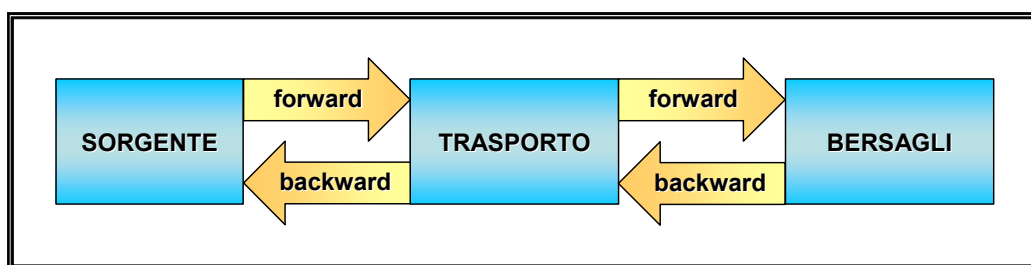 forward
forward
SORGENTE
TRASPORTO
BERSAGLI
backward
backward